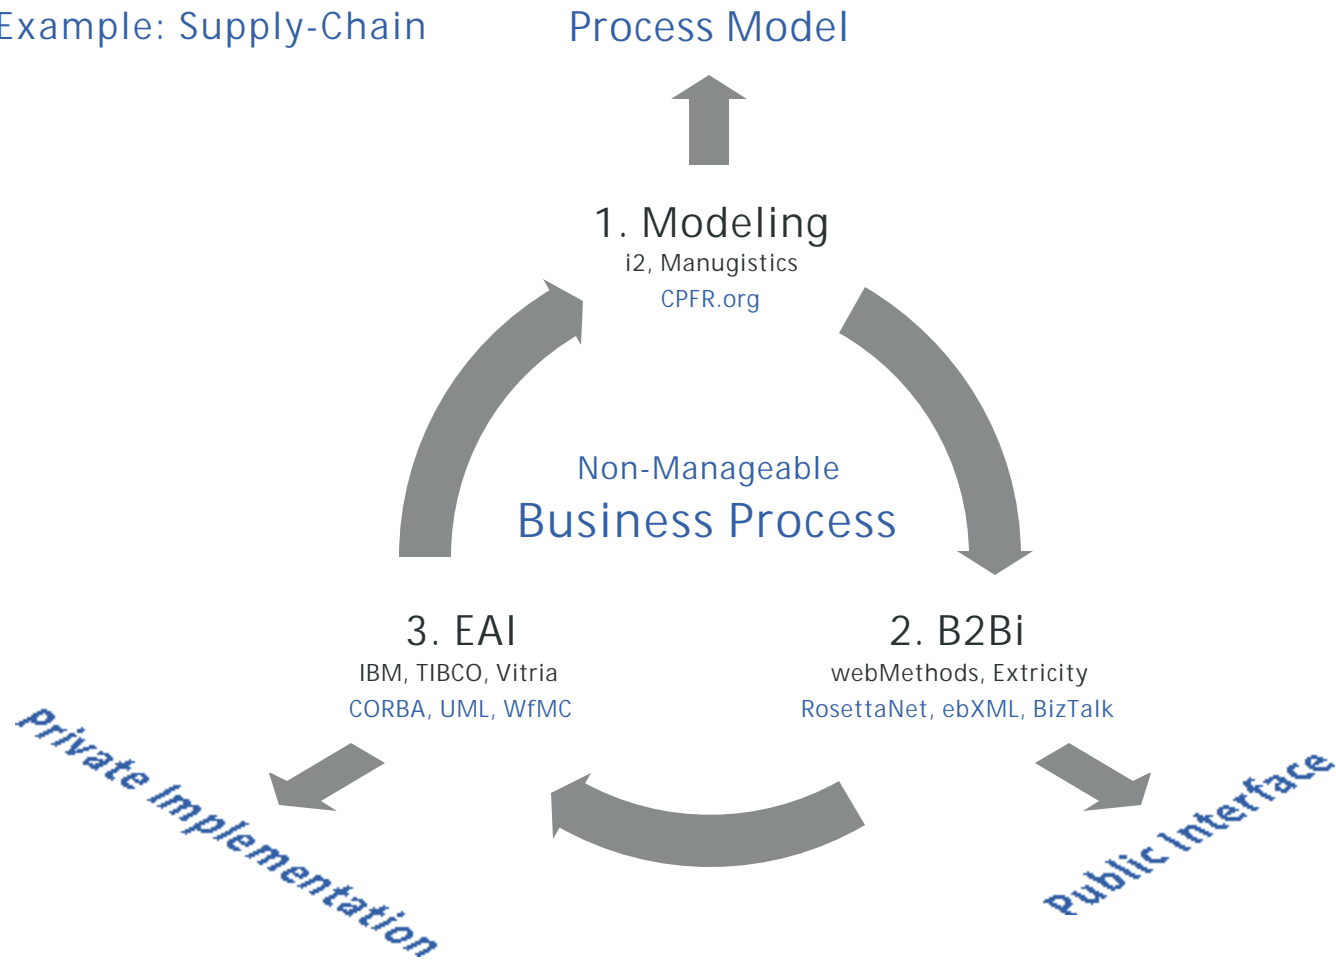 Example: Supply-Chain
Process Model
1. Modeling
i2, Manugistics
CPFR.org
Non-Manageable
Business Process
3. EAI
IBM, TIBCO, Vitria
CORBA, UML, WfMC
2. B2Bi
webMethods, Extricity
RosettaNet, ebXML, BizTalk
Private Implementation
Public Interface